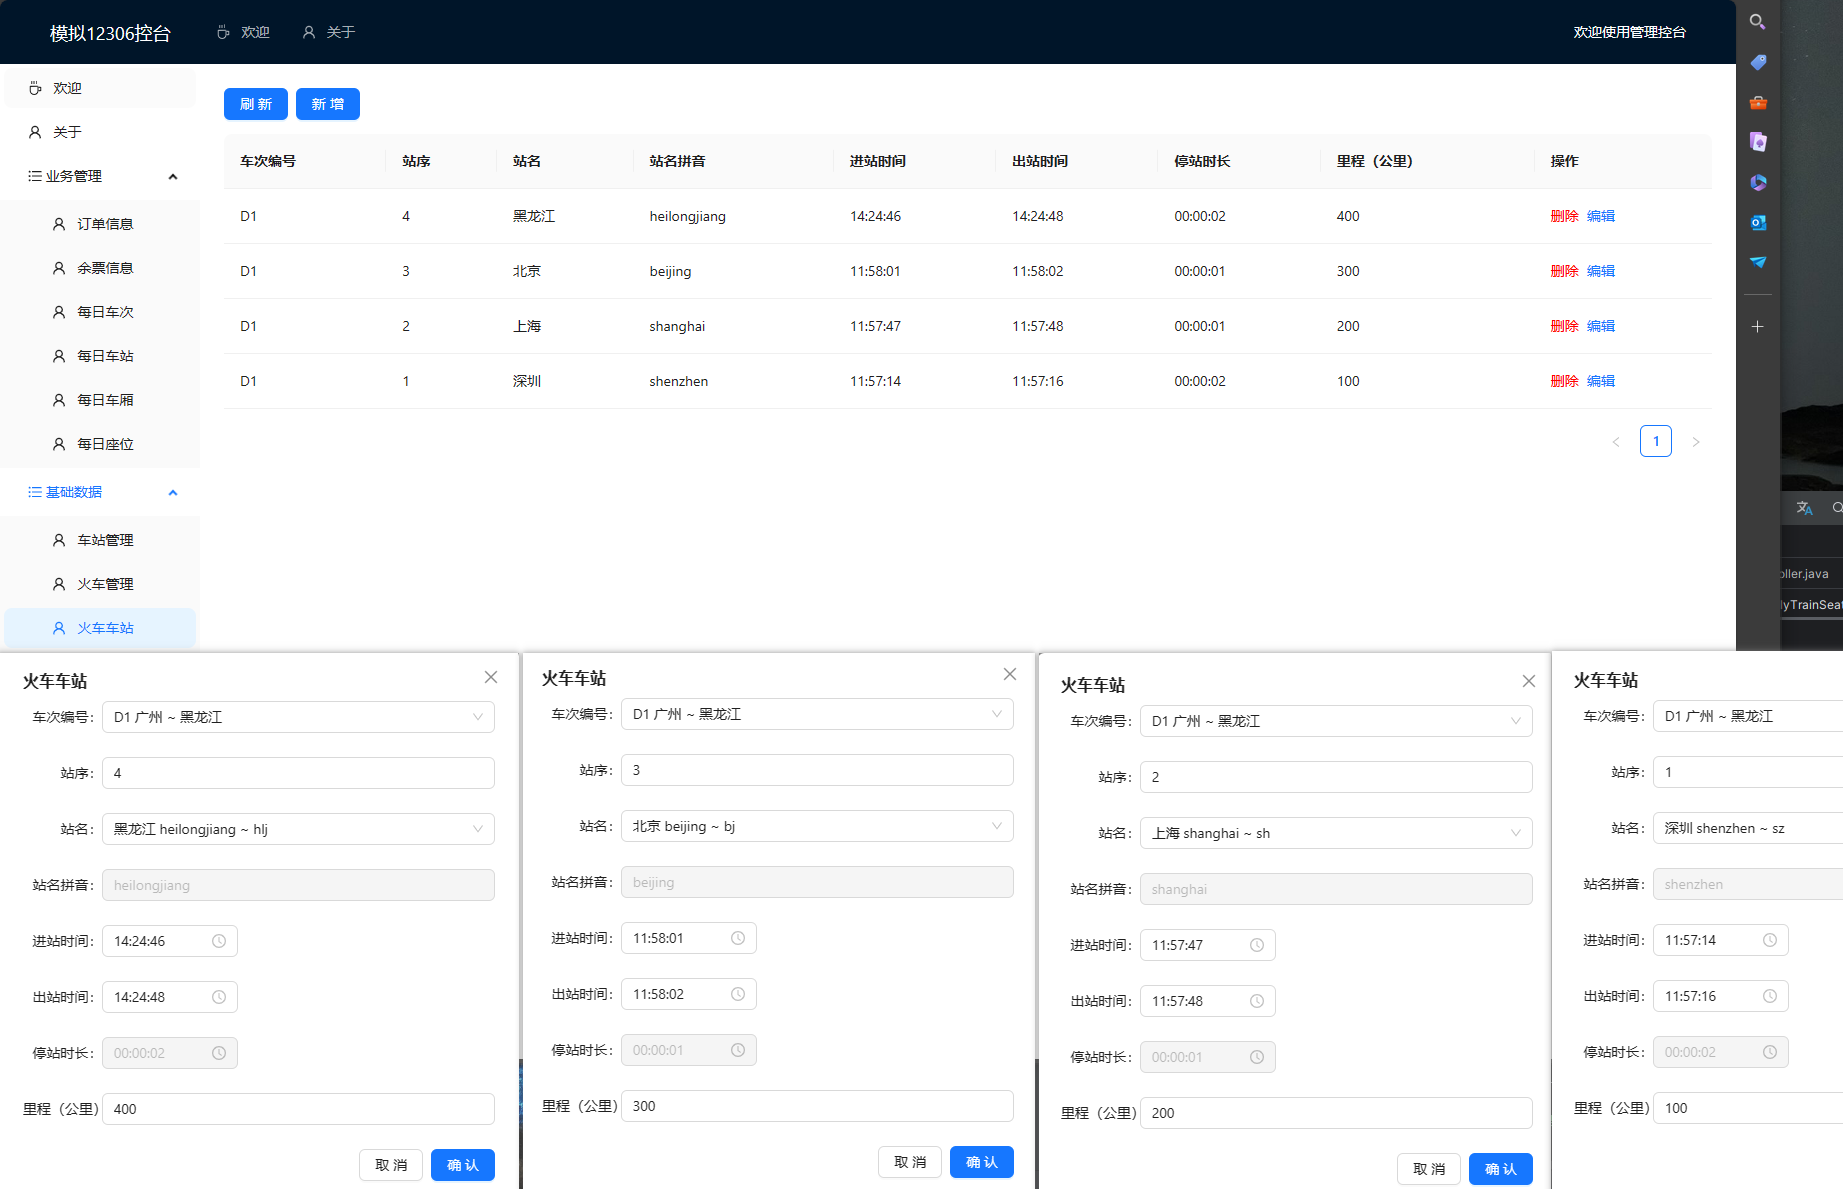 模拟12306控台 欢迎 关于 欢迎使用管理控台
欢迎
关于
业务管理
订单信息
余票信息
每日车次
每日车站
每日车厢
每日座位
基础数据
车站管理
火车管理
火车车站
刷 新 新 增
车次编号 站序 站名 站名拼音 进站时间 出站时间 停站时长 里程（公里） 操作
D1 4 黑龙江 heilongjiang 14:24:46 14:24:48 00:00:02 400 删除 编辑
D1 3 北京 beijing 11:58:01 11:58:02 00:00:01 300 删除 编辑
D1 2 上海 shanghai 11:57:47 11:57:48 00:00:01 200 删除 编辑
D1 1 深圳 shenzhen 11:57:14 11:57:16 00:00:02 100 删除 编辑
1
oller.java
lyTrainSeat
火车车站
车次编号: D1 广州 ~ 黑龙江
站序: 4
站名: 黑龙江 heilongjiang ~ hlj
站名拼音: heilongjiang
进站时间: 14:24:46
出站时间: 14:24:48
停站时长: 00:00:02
里程（公里） 400
取 消 确 认
火车车站
车次编号: D1 广州 ~ 黑龙江
站序: 3
站名: 北京 beijing ~ bj
站名拼音: beijing
进站时间: 11:58:01
出站时间: 11:58:02
停站时长: 00:00:01
里程（公里） 300
取 消 确 认
火车车站
车次编号: D1 广州 ~ 黑龙江
站序: 2
站名: 上海 shanghai ~ sh
站名拼音: shanghai
进站时间: 11:57:47
出站时间: 11:57:48
停站时长: 00:00:01
里程（公里） 200
取 消 确 认
火车车站
车次编号: D1 广州 ~ 黑龙江
站序: 1
站名: 深圳 shenzhen ~ sz
站名拼音: shenzhen
进站时间: 11:57:14
出站时间: 11:57:16
停站时长: 00:00:02
里程（公里） 100